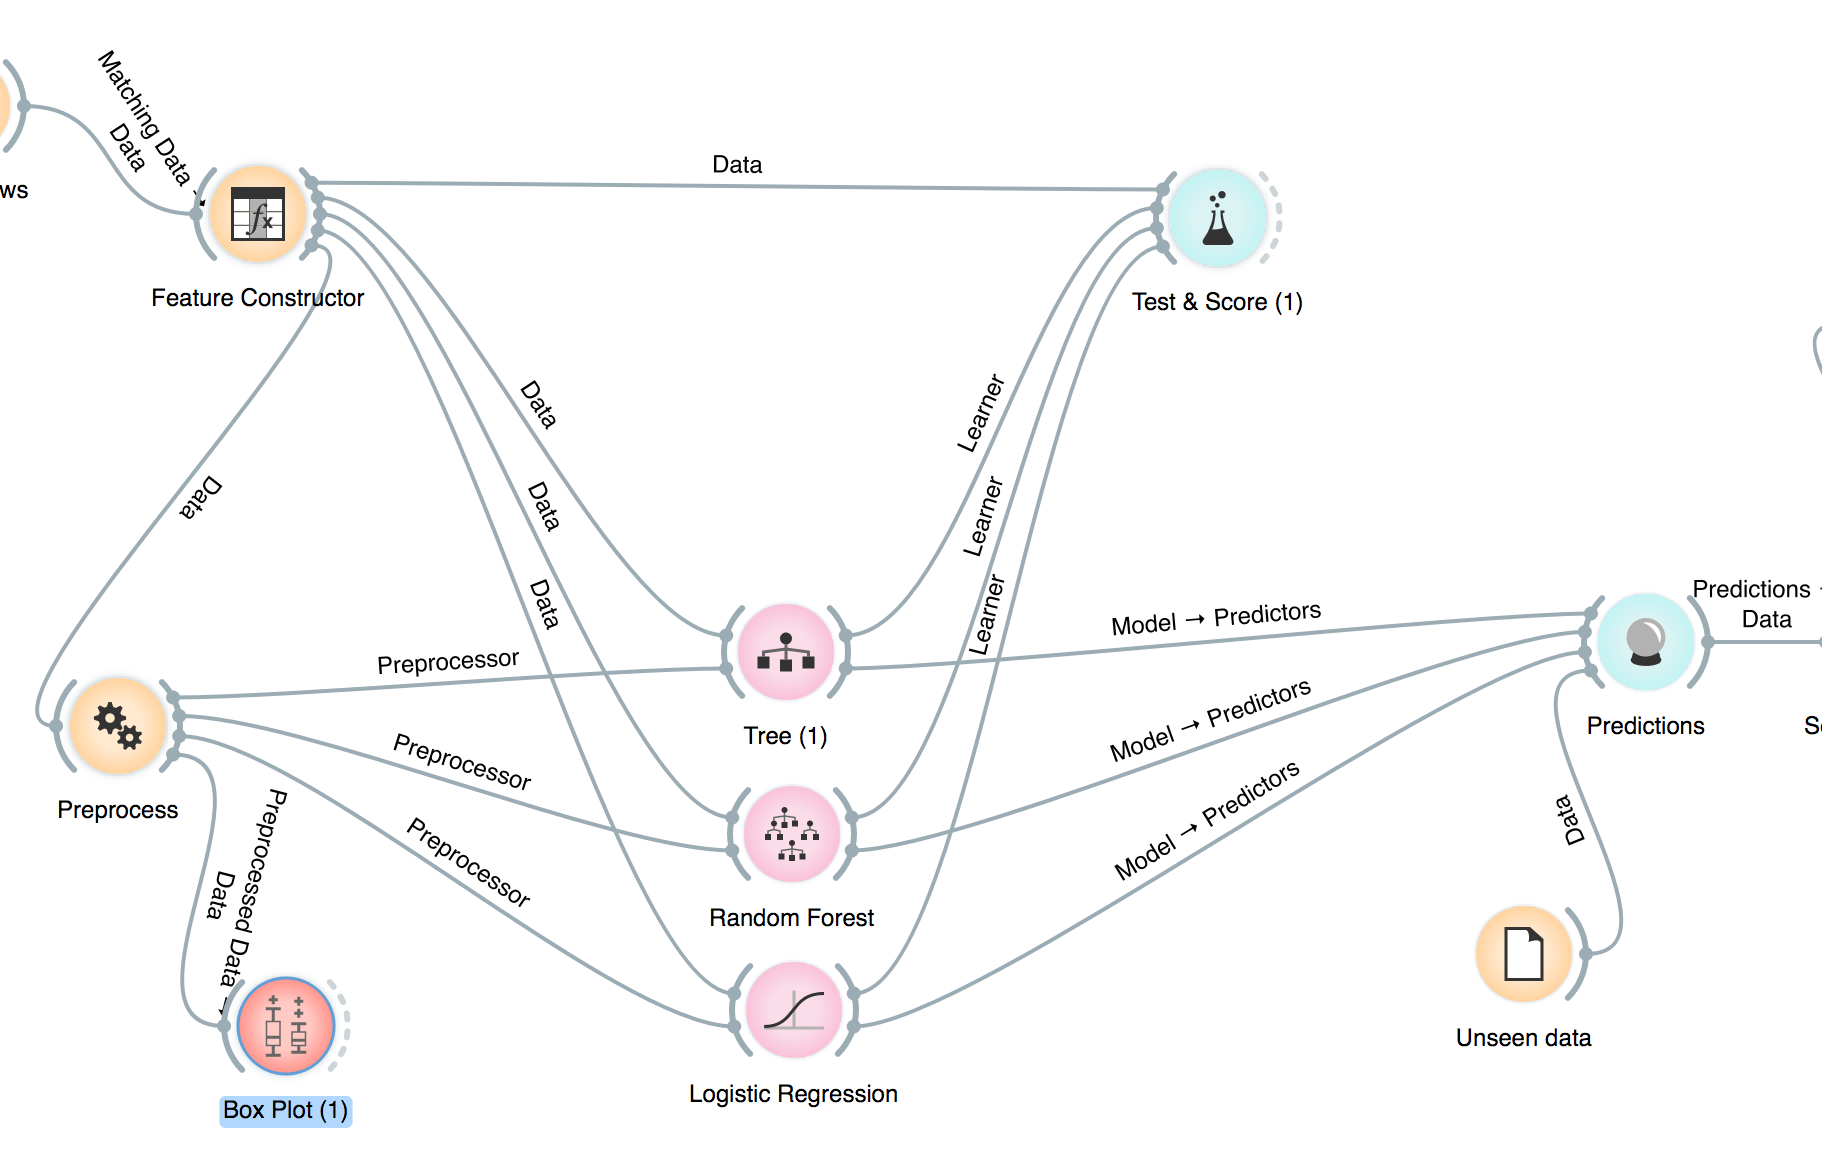 Matching Data →
Data
ws
Data
Feature Constructor
Test & Score (1)
Data
Learner
Data
Data
Learner
Data
Learner
Model → Predictors
Predictions
Data
Preprocessor
Model → Predictors
Predictions
Tree (1)
Preprocessor
Model → Predictors
Preprocess
Preprocessor
Data
Preprocessed Data →
Data
Random Forest
Unseen data
Logistic Regression
Box Plot (1)